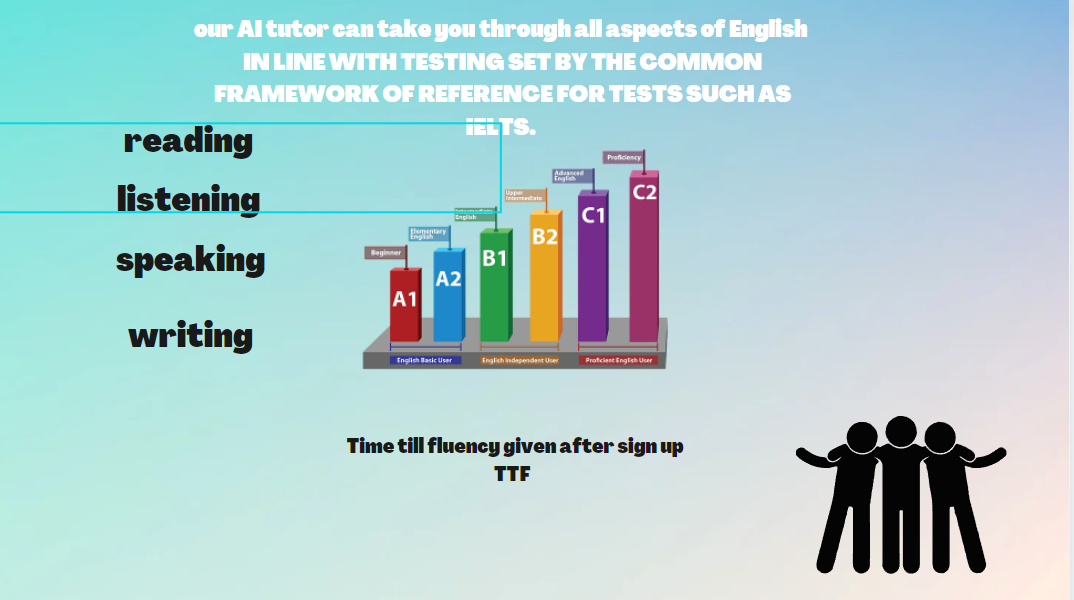 our AI tutor can take you through all aspects of English
IN LINE WITH TESTING SET BY THE COMMON
FRAMEWORK OF REFERENCE FOR TESTS SUCH AS
IELTS.
reading
listening
speaking
writing
Proficiency
Advanced
English
Upper
Intermediate
English
Elementary
English
Beginner
A1
A2
B1
B2
C1
C2
English Basic User
English Independent User
Proficient English User
Time till fluency given after sign up
TTF